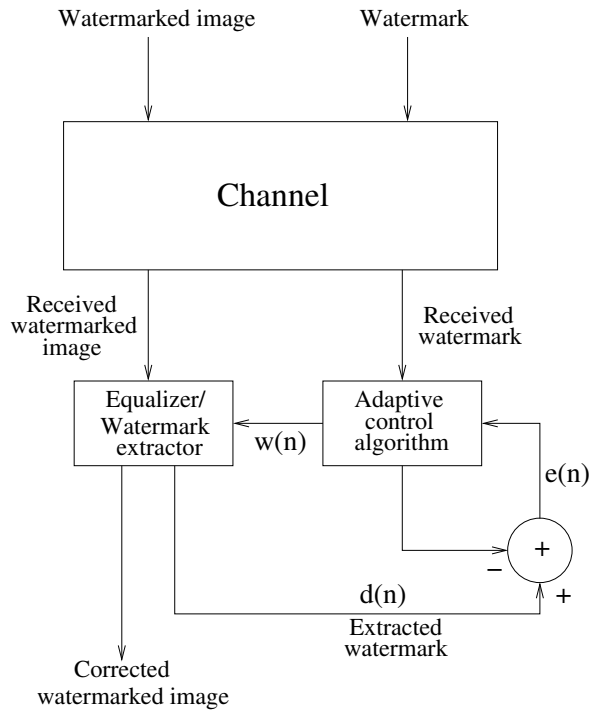 Watermarked image
Watermark
Channel
Received
watermarked
image
Received
watermark
Equalizer/
Watermark
extractor
w(n)
Adaptive
control
algorithm
e(n)
+
−
+
d(n)
Extracted
watermark
Corrected
watermarked image